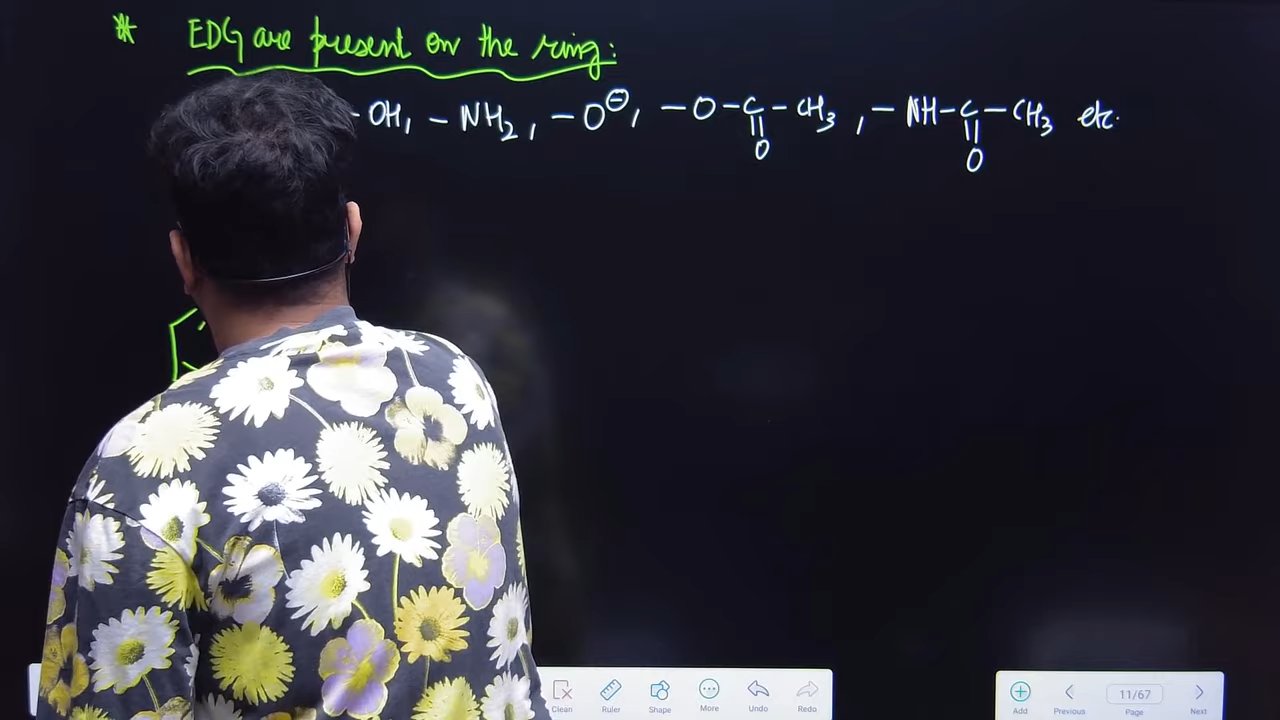 * EDG are present on the ring:
-OH, -NH₂, -O⊖, -O-C-CH₃, -NH-C-CH₃ etc.
O O
Clean Ruler Shape More Undo Redo Add Previous 11/67 Page Next